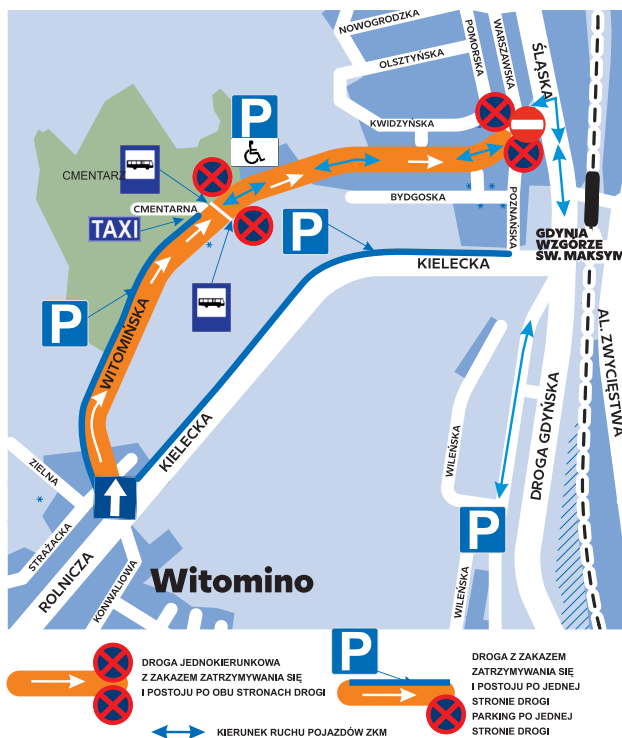 NOWOGRODZKA
OLSZTYŃSKA
POMORSKA
WARSZAWSKA
ŚLĄSKA
KWIDZYŃSKA
P
CMENTARZ
CMENTARNA
TAXI
BYDGOSKA
POZNAŃSKA
P
GDYNIA
WZGÓRZE
ŚW. MAKSYM
KIELECKA
P
WITOMIŃSKA
KIELECKA
AL. ZWYCIĘSTWA
DROGA GDYŃSKA
WILEŃSKA
ZIELNA
STRAŻACKA
ROLNICZA
KONWALIOWA
Witomino
P
WILEŃSKA
DROGA JEDNOKIERUNKOWA
Z ZAKAZEM ZATRZYMYWANIA SIĘ
I POSTOJU PO OBU STRONACH DROGI
P
DROGA Z ZAKAZEM
ZATRZYMYWANIA SIĘ
I POSTOJU PO JEDNEJ
STRONIE DROGI
PARKING PO JEDNEJ
STRONIE DROGI
KIERUNEK RUCHU POJAZDÓW ZKM